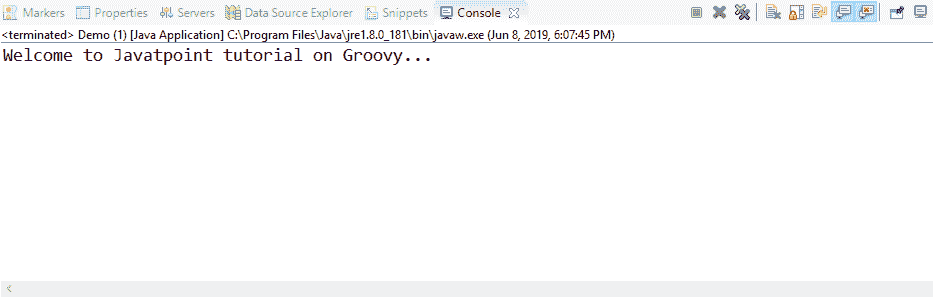 Markers Properties Servers Data Source Explorer Snippets Console
<terminated> Demo (1) [Java Application] C:\Program Files\Java\jre1.8.0_181\bin\javaw.exe (Jun 8, 2019, 6:07:45 PM)
Welcome to Javatpoint tutorial on Groovy...